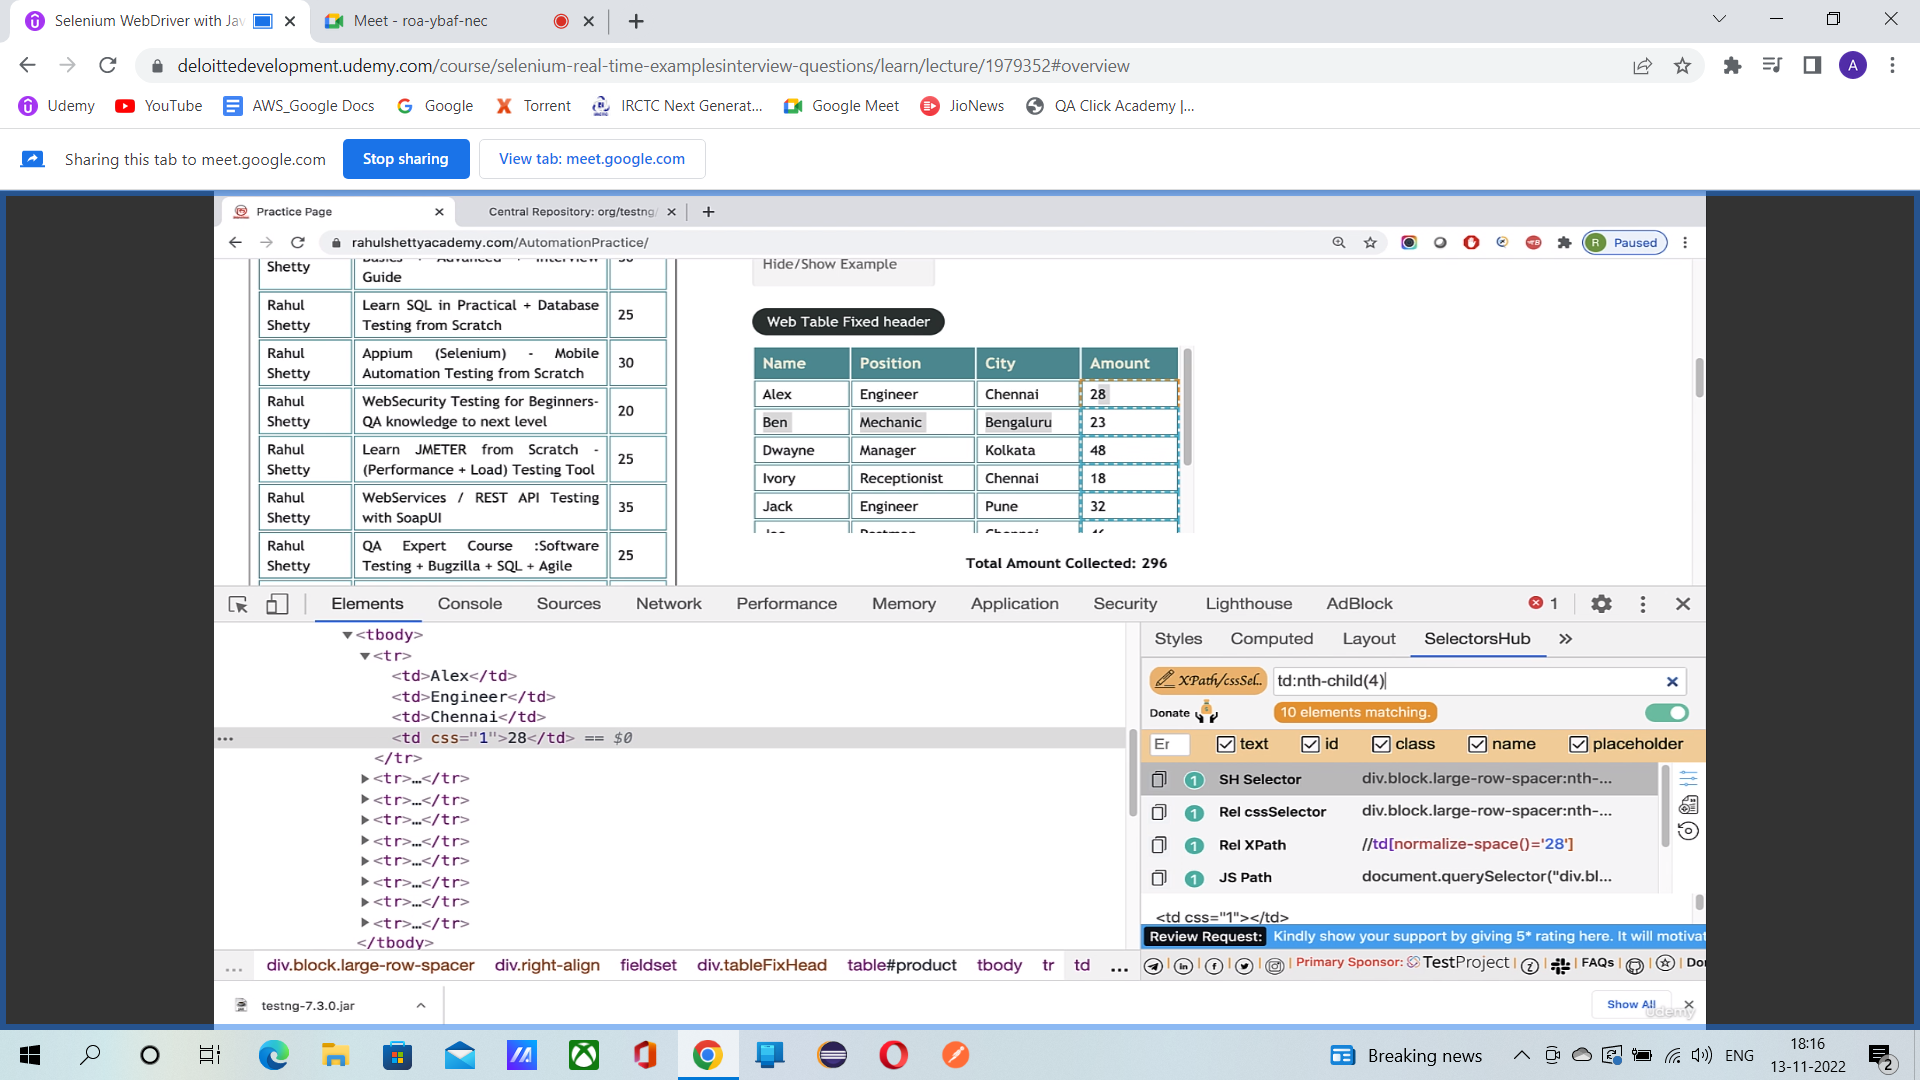 Selenium WebDriver with Jav
Meet - roa-ybaf-nec
deloittedevelopment.udemy.com/course/selenium-real-time-examplesinterview-questions/learn/lecture/1979352#overview
A
Udemy
YouTube
AWS_Google Docs
Google
Torrent
IRCTC Next Generat...
Google Meet
JioNews
QA Click Academy |...
Sharing this tab to meet.google.com
Stop sharing
View tab: meet.google.com
Practice Page
Central Repository: org/testng/
rahulshettyacademy.com/AutomationPractice/
R Paused
Shetty
Basics + Advanced + Interview
Guide
Rahul Shetty Learn SQL in Practical + Database Testing from Scratch 25
Rahul Shetty Appium (Selenium) - Mobile Automation Testing from Scratch 30
Rahul Shetty WebSecurity Testing for Beginners-QA knowledge to next level 20
Rahul Shetty Learn JMETER from Scratch - (Performance + Load) Testing Tool 25
Rahul Shetty WebServices / REST API Testing with SoapUI 35
Rahul Shetty QA Expert Course :Software Testing + Bugzilla + SQL + Agile 25
Hide/Show Example
Web Table Fixed header
Name Position City Amount
Alex Engineer Chennai 28
Ben Mechanic Bengaluru 23
Dwayne Manager Kolkata 48
Ivory Receptionist Chennai 18
Jack Engineer Pune 32
Joe Postman Chennai 46
Total Amount Collected: 296
Elements Console Sources Network Performance Memory Application Security Lighthouse AdBlock 1
<tbody>
<tr>
<td>Alex</td>
<td>Engineer</td>
<td>Chennai</td>
... <td css="1">28</td> == $0
</tr>
<tr>…</tr>
<tr>…</tr>
<tr>…</tr>
<tr>…</tr>
<tr>…</tr>
<tr>…</tr>
<tr>…</tr>
<tr>…</tr>
</tbody>
... div.block.large-row-spacer div.right-align fieldset div.tableFixHead table#product tbody tr td ...
Styles Computed Layout SelectorsHub »
XPath/cssSel.. td:nth-child(4)
Donate 10 elements matching.
Er text id class name placeholder
1 SH Selector div.block.large-row-spacer:nth-...
1 Rel cssSelector div.block.large-row-spacer:nth-...
1 Rel XPath //td[normalize-space()='28']
1 JS Path document.querySelector("div.bl...
<td css="1"></td>
Review Request: Kindly show your support by giving 5* rating here. It will motivat
Primary Sponsor: TestProject | FAQs | Do
testng-7.3.0.jar
Show All
udemy
Breaking news
ENG
18:16
13-11-2022
2